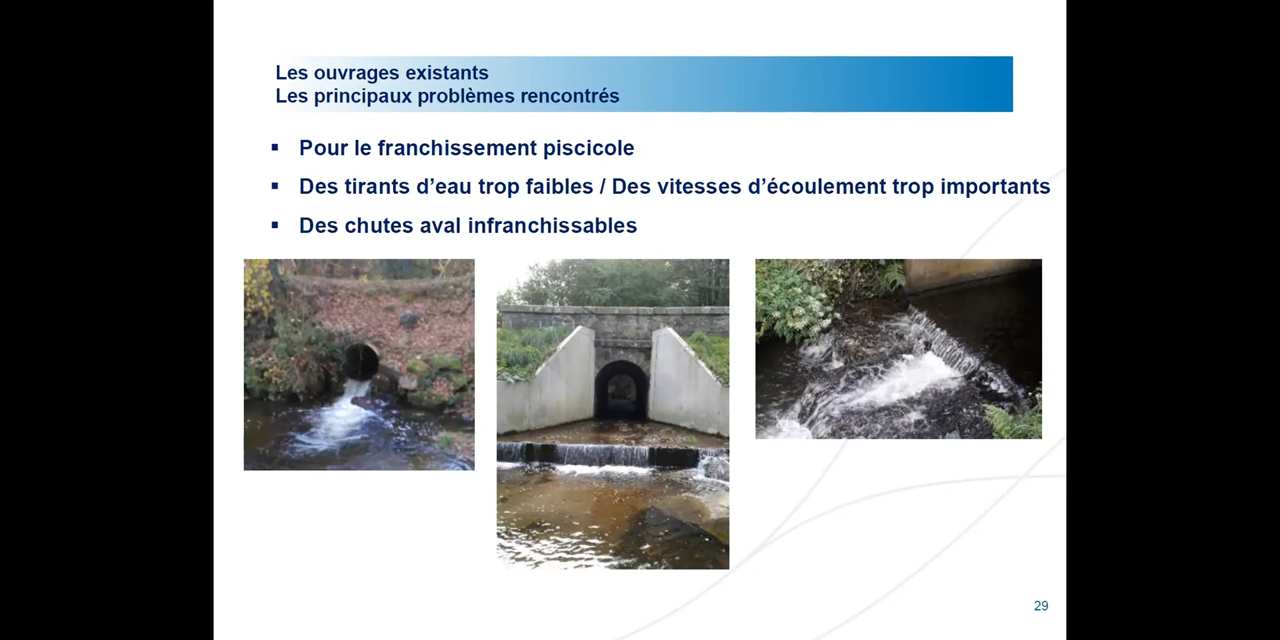 Les ouvrages existants
Les principaux problèmes rencontrés
▪ Pour le franchissement piscicole
▪ Des tirants d’eau trop faibles / Des vitesses d’écoulement trop importants
▪ Des chutes aval infranchissables
29